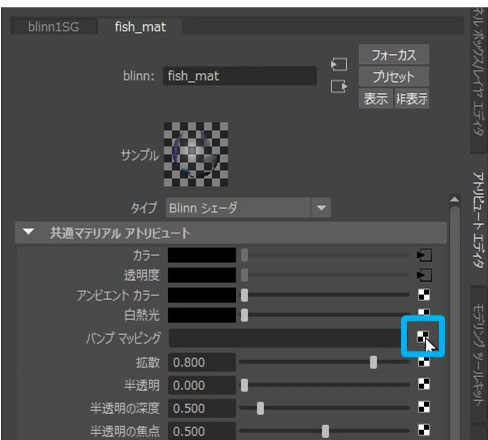 blinn1SG fish_mat
blinn: fish_mat
フォーカス
プリセット
表示 非表示
サンプル
タイプ Blinn シェーダ
共通マテリアル アトリビュート
カラー
透明度
アンビエント カラー
白熱光
バンプ マッピング
拡散 0.800
半透明 0.000
半透明の深度 0.500
半透明の焦点 0.500
ネル ボックス/レイヤ エディタ
アトリビュート エディタ
モデリング ツールキット